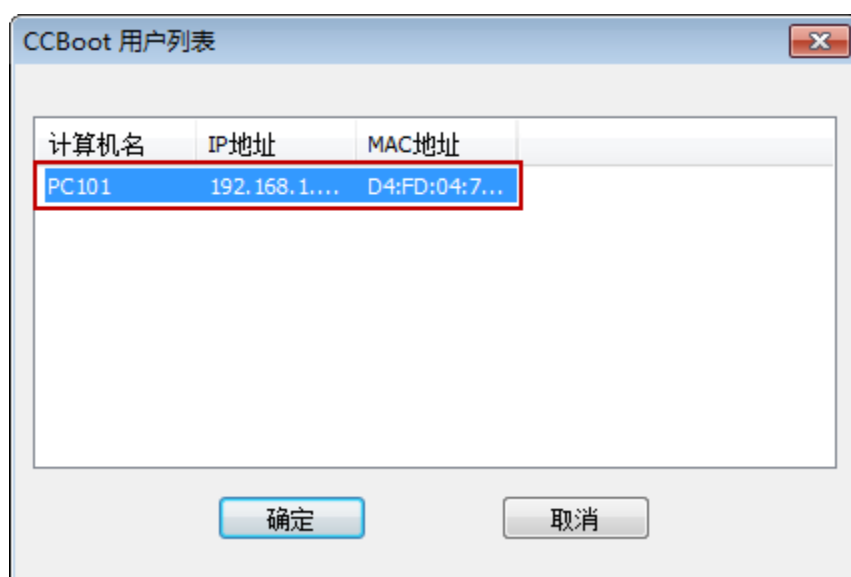 CCBoot 用户列表
计算机名 IP地址 MAC地址
PC101 192.168.1.... D4:FD:04:7...
确定 取消